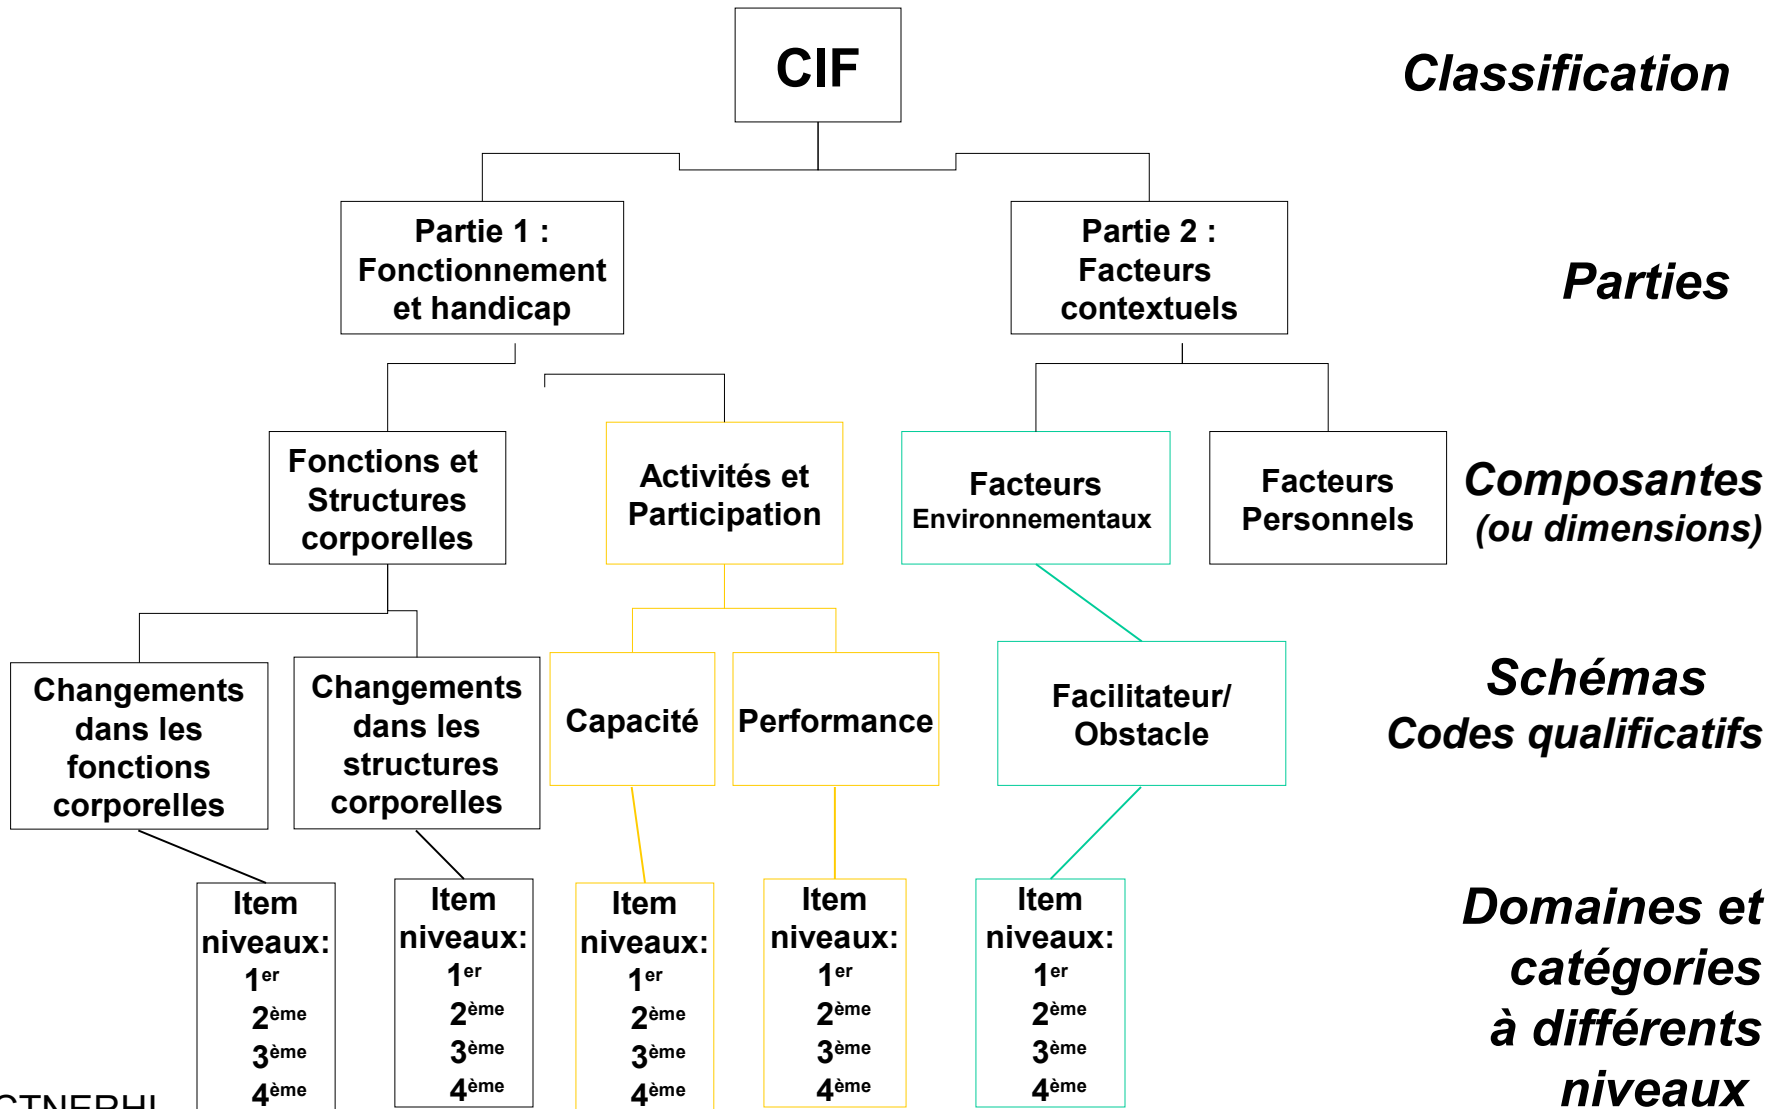 CIF
Classification
Partie 1 :
Fonctionnement
et handicap
Partie 2 :
Facteurs
contextuels
Parties
Fonctions et
Structures
corporelles
Activités et
Participation
Facteurs
Environnementaux
Facteurs
Personnels
Composantes
(ou dimensions)
Changements
dans les
fonctions
corporelles
Changements
dans les
structures
corporelles
Capacité
Performance
Facilitateur/
Obstacle
Schémas
Codes qualificatifs
Item
niveaux:
1er
2ème
3ème
4ème
Item
niveaux:
1er
2ème
3ème
4ème
Item
niveaux:
1er
2ème
3ème
4ème
Item
niveaux:
1er
2ème
3ème
4ème
Item
niveaux:
1er
2ème
3ème
4ème
Domaines et
catégories
à différents
niveaux
CTNERHI